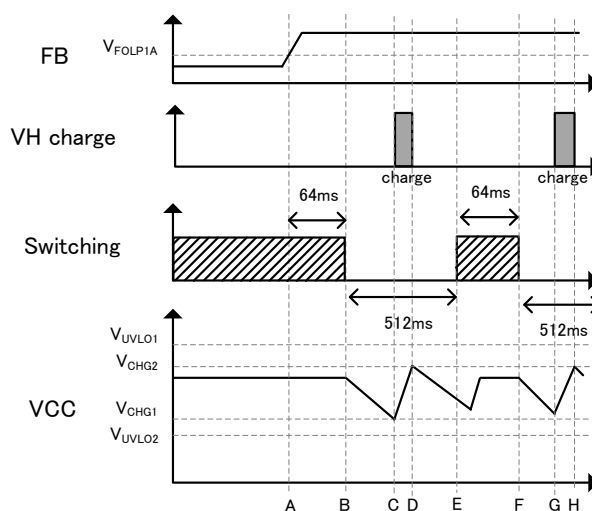 FB
VFOLP1A
VH charge
charge
charge
64ms
64ms
Switching
512ms
512ms
VUVLO1
VCHG2
VCC
VCHG1
VUVLO2
A B C D E F G H